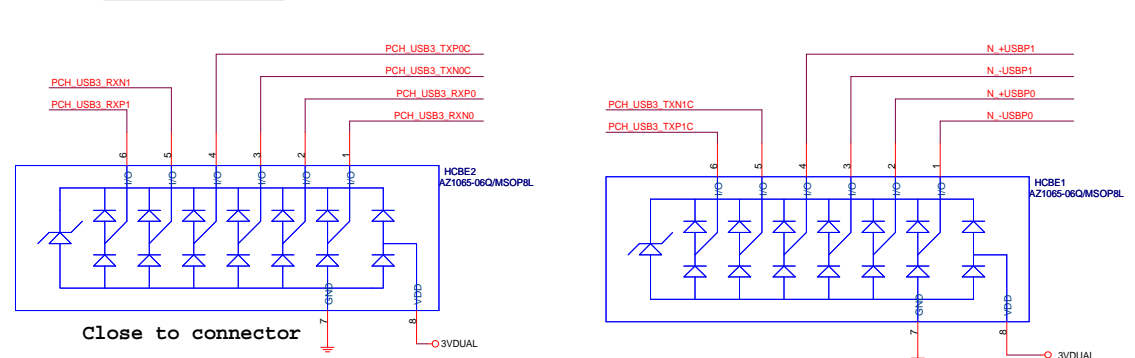 PCH_USB3_TXP0C
PCH_USB3_TXN0C
PCH_USB3_RXN1
PCH_USB3_RXP0
PCH_USB3_RXP1
PCH_USB3_RXN0
6
5
4
3
2
1
I/O
I/O
I/O
I/O
I/O
I/O
HCBE2
AZ1065-06Q/MSOP8L
GND
VDD
7
8
Close to connector
3VDUAL
N_+USBP1
N_-USBP1
N_+USBP0
PCH_USB3_TXN1C
N_-USBP0
PCH_USB3_TXP1C
6
5
4
3
2
1
I/O
I/O
I/O
I/O
I/O
I/O
HCBE1
AZ1065-06Q/MSOP8L
GND
VDD
7
8
3VDUAL